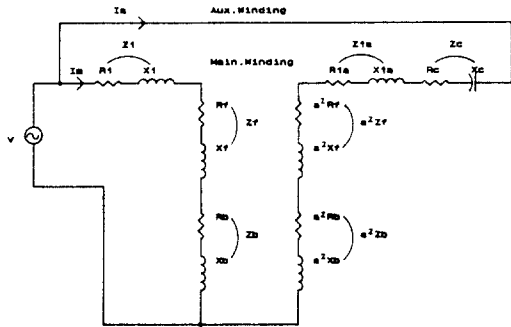 Ia Aux.Winding
Z1 Z1a Zc
Im R1 X1 Main.Winding R1a X1a Rc Xc
Rf Zf a²Rf a²Zf
V
Xf a²Xf
Rb Zb a²Rb a²Zb
Xb a²Xb